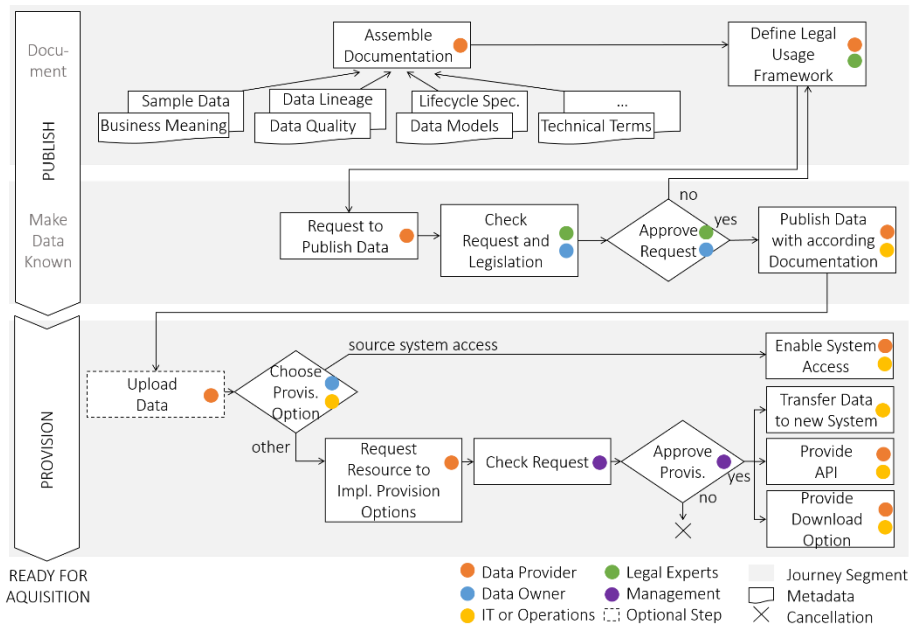 Docu-
ment
PUBLISH
Make
Data
Known
Assemble
Documentation
Define Legal
Usage
Framework
Sample Data
Business Meaning
Data Lineage
Data Quality
Lifecycle Spec.
Data Models
...
Technical Terms
Request to
Publish Data
Check
Request and
Legislation
Approve
Request
no
yes
Publish Data
with according
Documentation
PROVISION
Upload
Data
Choose
Provis.
Option
source system access
other
Enable System
Access
Request
Resource to
Impl. Provision
Options
Check Request
Approve
Provis.
no
yes
Transfer Data
to new System
Provide
API
Provide
Download
Option
READY FOR
AQUISITION
Data Provider
Data Owner
IT or Operations
Legal Experts
Management
Optional Step
Journey Segment
Metadata
Cancellation